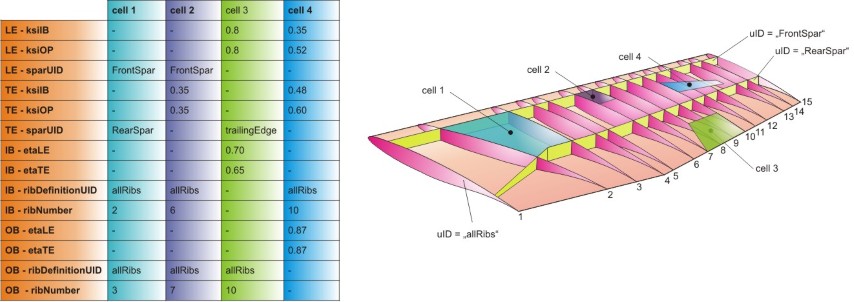 cell 1 cell 2 cell 3 cell 4
LE - ksiIB - - 0.8 0.35
LE - ksiOP - - 0.8 0.52
LE - sparUID FrontSpar FrontSpar - -
TE - ksiIB - 0.35 - 0.48
TE - ksiOP - 0.35 - 0.60
TE - sparUID RearSpar - trailingEdge -
IB - etaLE - - 0.70 -
IB - etaTE - - 0.65 -
IB - ribDefinitionUID allRibs allRibs - allRibs
IB - ribNumber 2 6 - 10
OB - etaLE - - - 0.87
OB - etaTE - - - 0.87
OB - ribDefinitionUID allRibs allRibs allRibs -
OB - ribNumber 3 7 10 -
uID = „FrontSpar“
uID = „RearSpar“
cell 4
cell 2
cell 1
cell 3
uID = „allRibs“
1 2 3 4 5 6 7 8 9 10 11 12 13 14 15